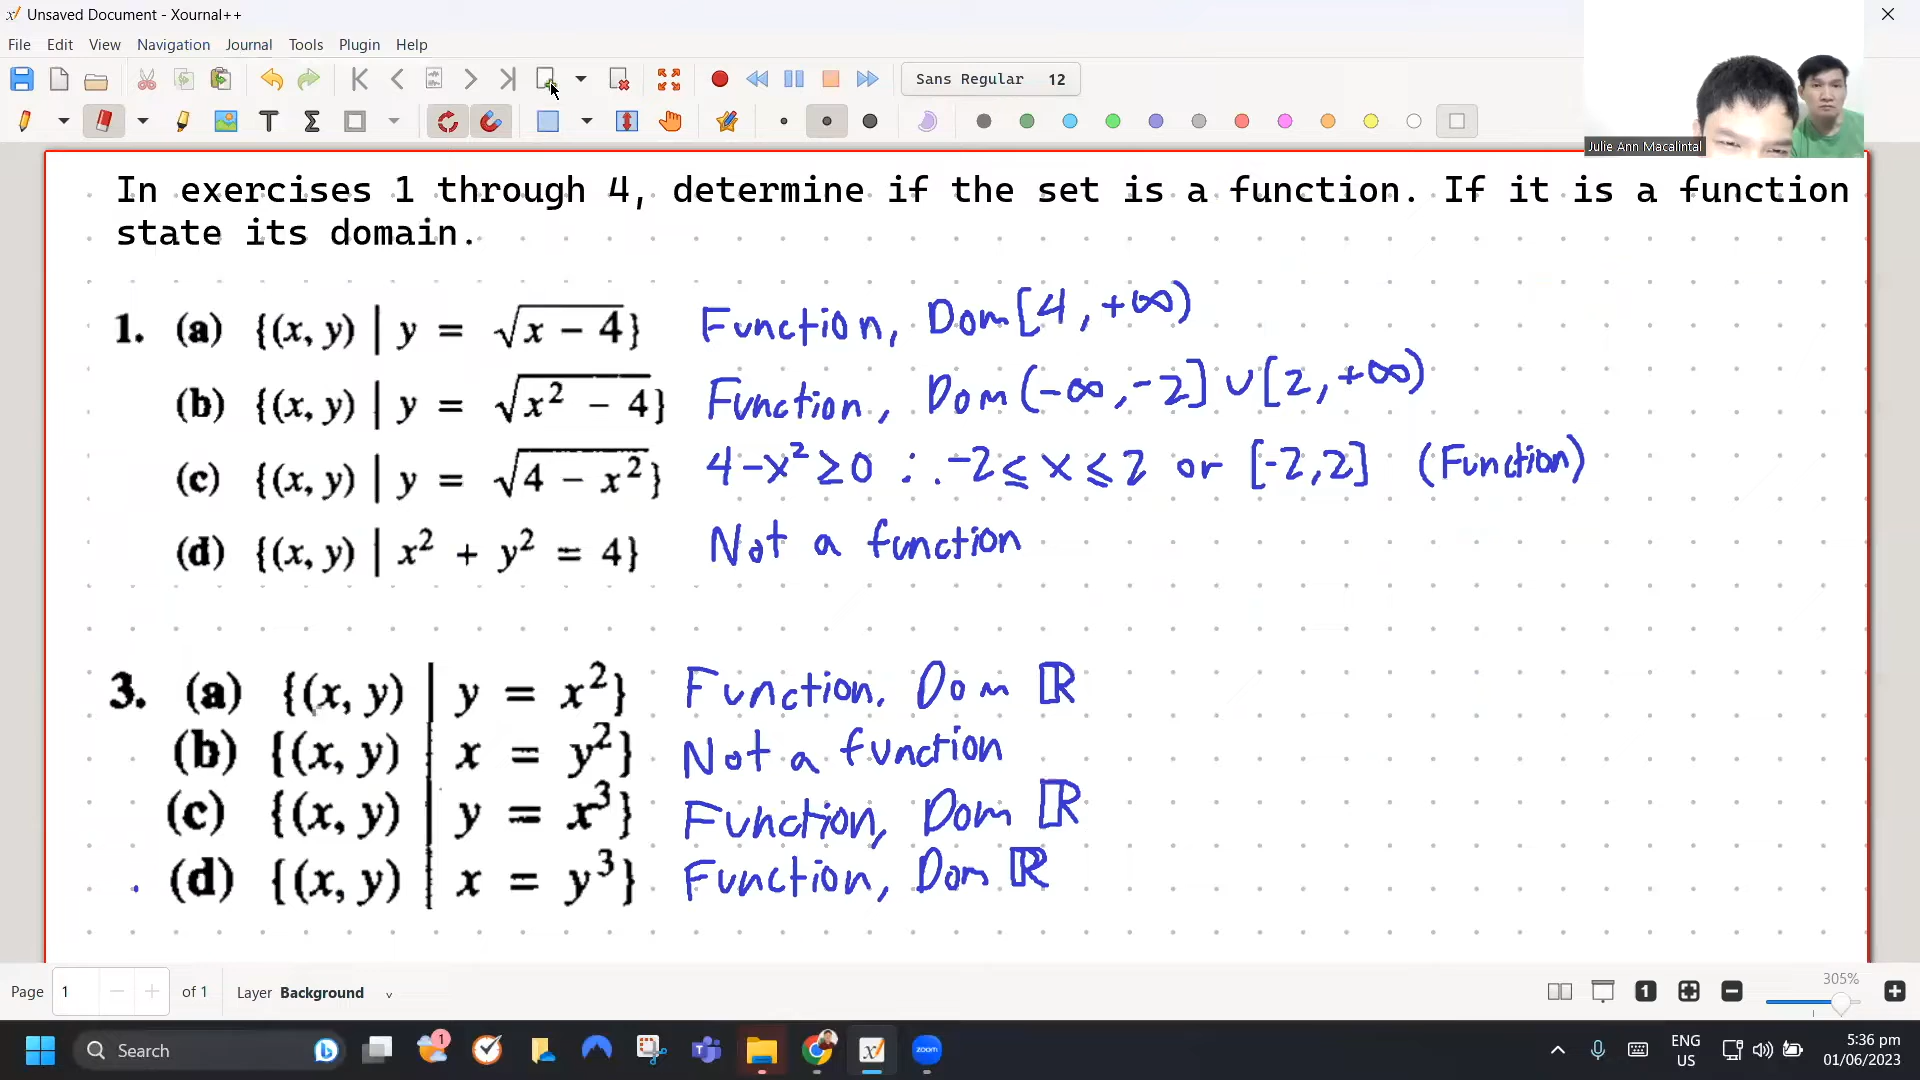 Unsaved Document - Xournal++
File Edit View Navigation Journal Tools Plugin Help
Sans Regular 12
Julie Ann Macalintal
In exercises 1 through 4, determine if the set is a function. If it is a function
state its domain.
1. (a) {(x, y) | y = √(x − 4)} Function, Dom [4, +∞)
(b) {(x, y) | y = √(x² − 4)} Function, Dom (-∞, -2] ∪ [2, +∞)
(c) {(x, y) | y = √(4 − x²)} 4-x² ≥ 0 ∴ -2 ≤ x ≤ 2 or [-2, 2] (Function)
(d) {(x, y) | x² + y² = 4} Not a function
3. (a) {(x, y) | y = x²} Function, Dom ℝ
(b) {(x, y) | x = y²} Not a function
(c) {(x, y) | y = x³} Function, Dom ℝ
(d) {(x, y) | x = y³} Function, Dom ℝ
Page 1 of 1 Layer Background 305%
1
Search 1 zoom ENG US 5:36 pm 01/06/2023